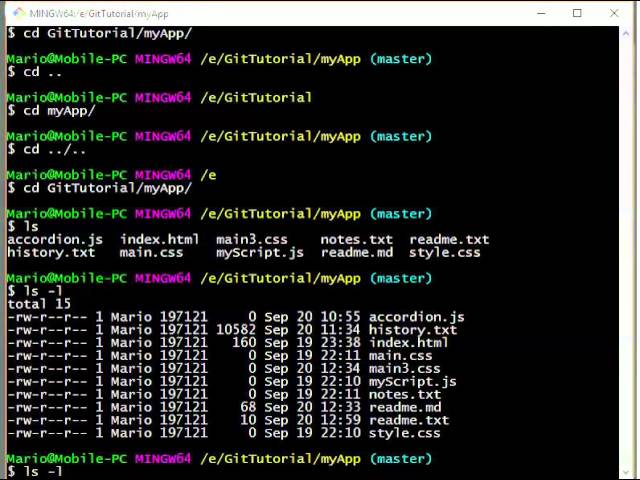 MINGW64:/e/GitTutorial/myApp
$ cd GitTutorial/myApp/
Mario@Mobile-PC MINGW64 /e/GitTutorial/myApp (master)
$ cd ..
Mario@Mobile-PC MINGW64 /e/GitTutorial
$ cd myApp/
Mario@Mobile-PC MINGW64 /e/GitTutorial/myApp (master)
$ cd ../..
Mario@Mobile-PC MINGW64 /e
$ cd GitTutorial/myApp/
Mario@Mobile-PC MINGW64 /e/GitTutorial/myApp (master)
$ ls
accordion.js index.html main3.css notes.txt readme.txt
history.txt main.css myScript.js readme.md style.css
Mario@Mobile-PC MINGW64 /e/GitTutorial/myApp (master)
$ ls -l
total 15
-rw-r--r-- 1 Mario 197121 0 Sep 20 10:55 accordion.js
-rw-r--r-- 1 Mario 197121 10582 Sep 20 11:34 history.txt
-rw-r--r-- 1 Mario 197121 160 Sep 19 23:38 index.html
-rw-r--r-- 1 Mario 197121 0 Sep 19 22:11 main.css
-rw-r--r-- 1 Mario 197121 0 Sep 20 12:34 main3.css
-rw-r--r-- 1 Mario 197121 0 Sep 19 22:10 myScript.js
-rw-r--r-- 1 Mario 197121 0 Sep 19 22:11 notes.txt
-rw-r--r-- 1 Mario 197121 68 Sep 20 12:33 readme.md
-rw-r--r-- 1 Mario 197121 10 Sep 20 12:59 readme.txt
-rw-r--r-- 1 Mario 197121 0 Sep 19 22:10 style.css
Mario@Mobile-PC MINGW64 /e/GitTutorial/myApp (master)
$ ls -l